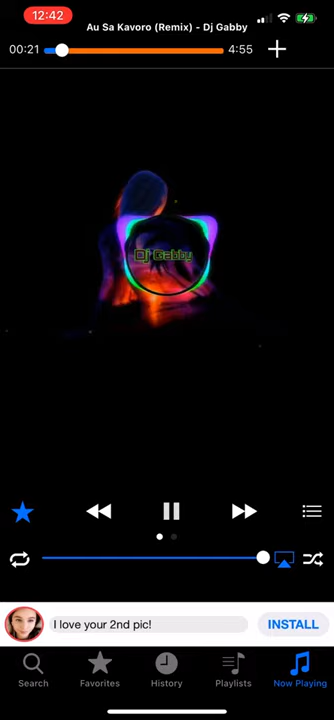 12:42
Au Sa Kavoro (Remix) - Dj Gabby
00:21
4:55
Dj Gabby
I love your 2nd pic!
INSTALL
Search
Favorites
History
Playlists
Now Playing